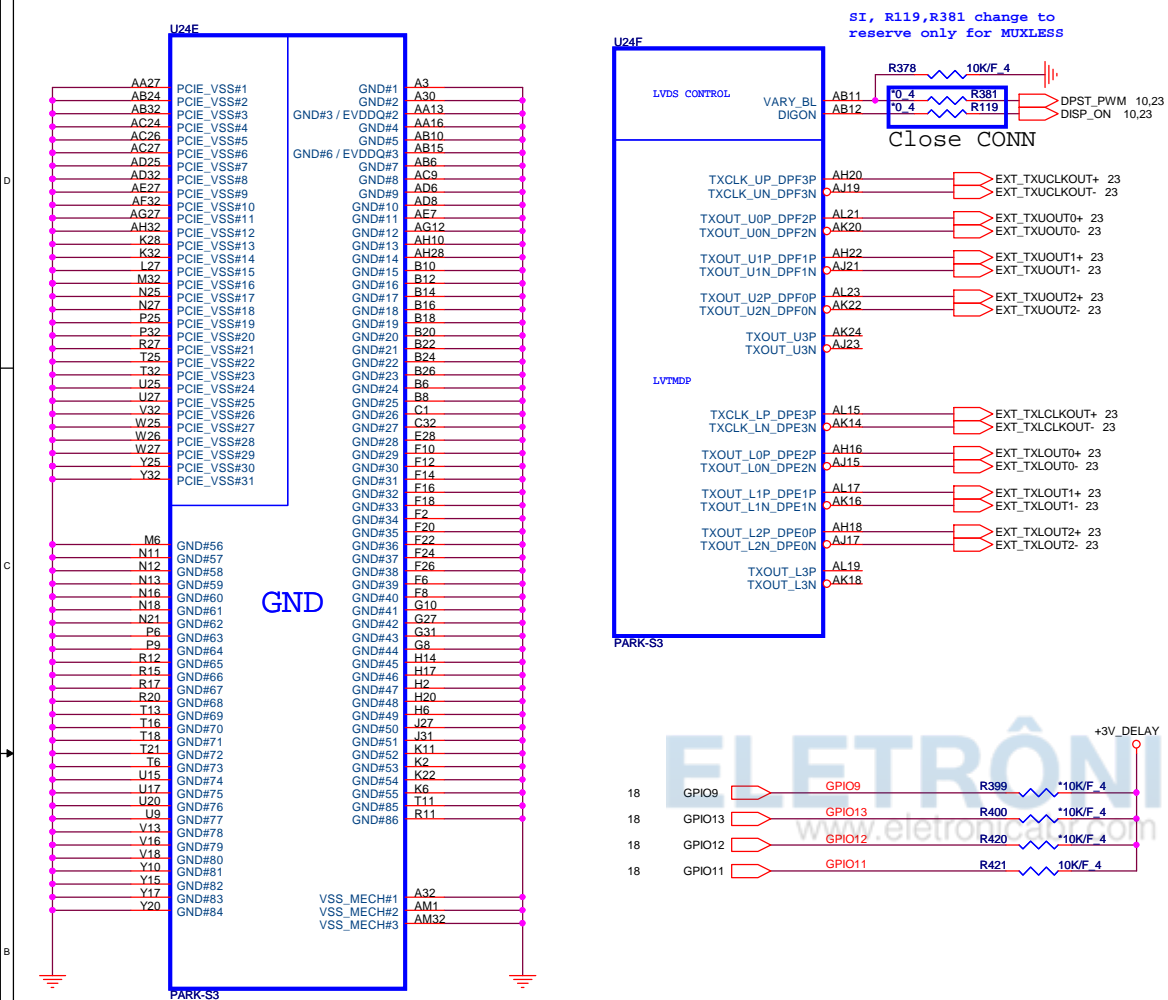 SI, R119,R381 change to
reserve only for MUXLESS
U24E
AA27 PCIE_VSS#1
AB24 PCIE_VSS#2
AB32 PCIE_VSS#3
AC24 PCIE_VSS#4
AC26 PCIE_VSS#5
AC27 PCIE_VSS#6
AD25 PCIE_VSS#7
AD32 PCIE_VSS#8
AE27 PCIE_VSS#9
AF32 PCIE_VSS#10
AG27 PCIE_VSS#11
AH32 PCIE_VSS#12
K28 PCIE_VSS#13
K32 PCIE_VSS#14
L27 PCIE_VSS#15
M32 PCIE_VSS#16
N25 PCIE_VSS#17
N27 PCIE_VSS#18
P25 PCIE_VSS#19
P32 PCIE_VSS#20
R27 PCIE_VSS#21
T25 PCIE_VSS#22
T32 PCIE_VSS#23
U25 PCIE_VSS#24
U27 PCIE_VSS#25
V32 PCIE_VSS#26
W25 PCIE_VSS#27
W26 PCIE_VSS#28
W27 PCIE_VSS#29
Y25 PCIE_VSS#30
Y32 PCIE_VSS#31
M6 GND#56
N11 GND#57
N12 GND#58
N13 GND#59
N16 GND#60
N18 GND#61
N21 GND#62
P6 GND#63
P9 GND#64
R12 GND#65
R15 GND#66
R17 GND#67
R20 GND#68
T13 GND#69
T16 GND#70
T18 GND#71
T21 GND#72
T6 GND#73
U15 GND#74
U17 GND#75
U20 GND#76
U9 GND#77
V13 GND#78
V16 GND#79
V18 GND#80
Y10 GND#81
Y15 GND#82
Y17 GND#83
Y20 GND#84
GND
GND#1 A3
GND#2 A30
GND#3 / EVDDQ#2 AA13
GND#4 AA16
GND#5 AB10
GND#6 / EVDDQ#3 AB15
GND#7 AB6
GND#8 AC9
GND#9 AD6
GND#10 AD8
GND#11 AE7
GND#12 AG12
GND#13 AH10
GND#14 AH28
GND#15 B10
GND#16 B12
GND#17 B14
GND#18 B16
GND#19 B18
GND#20 B20
GND#21 B22
GND#22 B24
GND#23 B26
GND#24 B6
GND#25 B8
GND#26 C1
GND#27 C32
GND#28 E28
GND#29 F10
GND#30 F12
GND#31 F14
GND#32 F16
GND#33 F18
GND#34 F2
GND#35 F20
GND#36 F22
GND#37 F24
GND#38 F26
GND#39 F6
GND#40 F8
GND#41 G10
GND#42 G27
GND#43 G31
GND#44 G8
GND#45 H14
GND#46 H17
GND#47 H2
GND#48 H20
GND#49 H6
GND#50 J27
GND#51 J31
GND#52 K11
GND#53 K2
GND#54 K22
GND#55 K6
GND#85 T11
GND#86 R11
VSS_MECH#1 A32
VSS_MECH#2 AM1
VSS_MECH#3 AM32
PARK-S3
U24F
LVDS CONTROL
R378 10K/F_4
VARY_BL AB11 *0_4 R381 DPST_PWM 10,23
DIGON AB12 *0_4 R119 DISP_ON 10,23
Close CONN
TXCLK_UP_DPF3P AH20 EXT_TXUCLKOUT+ 23
TXCLK_UN_DPF3N AJ19 EXT_TXUCLKOUT- 23
TXOUT_U0P_DPF2P AL21 EXT_TXUOUT0+ 23
TXOUT_U0N_DPF2N AK20 EXT_TXUOUT0- 23
TXOUT_U1P_DPF1P AH22 EXT_TXUOUT1+ 23
TXOUT_U1N_DPF1N AJ21 EXT_TXUOUT1- 23
TXOUT_U2P_DPF0P AL23 EXT_TXUOUT2+ 23
TXOUT_U2N_DPF0N AK22 EXT_TXUOUT2- 23
TXOUT_U3P AK24
TXOUT_U3N AJ23
LVTMDP
TXCLK_LP_DPE3P AL15 EXT_TXLCLKOUT+ 23
TXCLK_LN_DPE3N AK14 EXT_TXLCLKOUT- 23
TXOUT_L0P_DPE2P AH16 EXT_TXLOUT0+ 23
TXOUT_L0N_DPE2N AJ15 EXT_TXLOUT0- 23
TXOUT_L1P_DPE1P AL17 EXT_TXLOUT1+ 23
TXOUT_L1N_DPE1N AK16 EXT_TXLOUT1- 23
TXOUT_L2P_DPE0P AH18 EXT_TXLOUT2+ 23
TXOUT_L2N_DPE0N AJ17 EXT_TXLOUT2- 23
TXOUT_L3P AL19
TXOUT_L3N AK18
PARK-S3
+3V_DELAY
ELETRÔNI
18 GPIO9 GPIO9 R399 *10K/F_4
18 GPIO13 GPIO13 R400 *10K/F_4
www.eletronicabr.com
18 GPIO12 GPIO12 R420 *10K/F_4
18 GPIO11 GPIO11 R421 10K/F_4
D
C
B